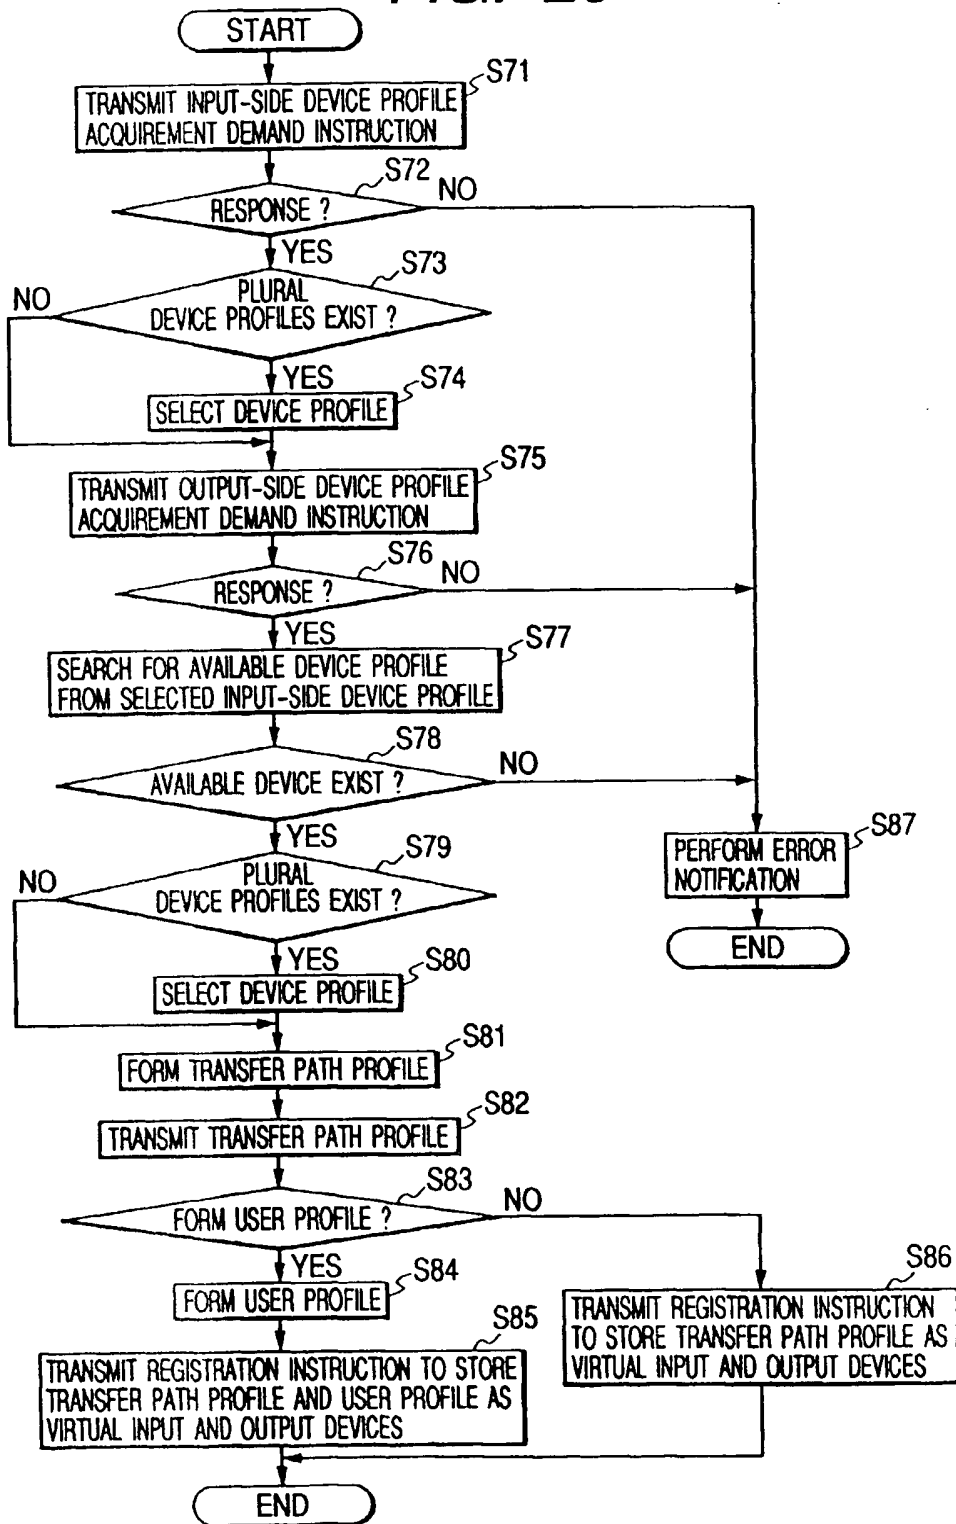 START
S71
TRANSMIT INPUT-SIDE DEVICE PROFILE
ACQUIREMENT DEMAND INSTRUCTION
S72
NO
RESPONSE ?
YES
S73
NO
PLURAL
DEVICE PROFILES EXIST ?
YES
S74
SELECT DEVICE PROFILE
S75
TRANSMIT OUTPUT-SIDE DEVICE PROFILE
ACQUIREMENT DEMAND INSTRUCTION
S76
NO
RESPONSE ?
YES
S77
SEARCH FOR AVAILABLE DEVICE PROFILE
FROM SELECTED INPUT-SIDE DEVICE PROFILE
S78
NO
AVAILABLE DEVICE EXIST ?
YES
S87
PERFORM ERROR
NOTIFICATION
END
S79
NO
PLURAL
DEVICE PROFILES EXIST ?
YES
S80
SELECT DEVICE PROFILE
S81
FORM TRANSFER PATH PROFILE
S82
TRANSMIT TRANSFER PATH PROFILE
S83
NO
FORM USER PROFILE ?
YES
S84
FORM USER PROFILE
S86
TRANSMIT REGISTRATION INSTRUCTION
TO STORE TRANSFER PATH PROFILE AS
VIRTUAL INPUT AND OUTPUT DEVICES
S85
TRANSMIT REGISTRATION INSTRUCTION TO STORE
TRANSFER PATH PROFILE AND USER PROFILE AS
VIRTUAL INPUT AND OUTPUT DEVICES
END